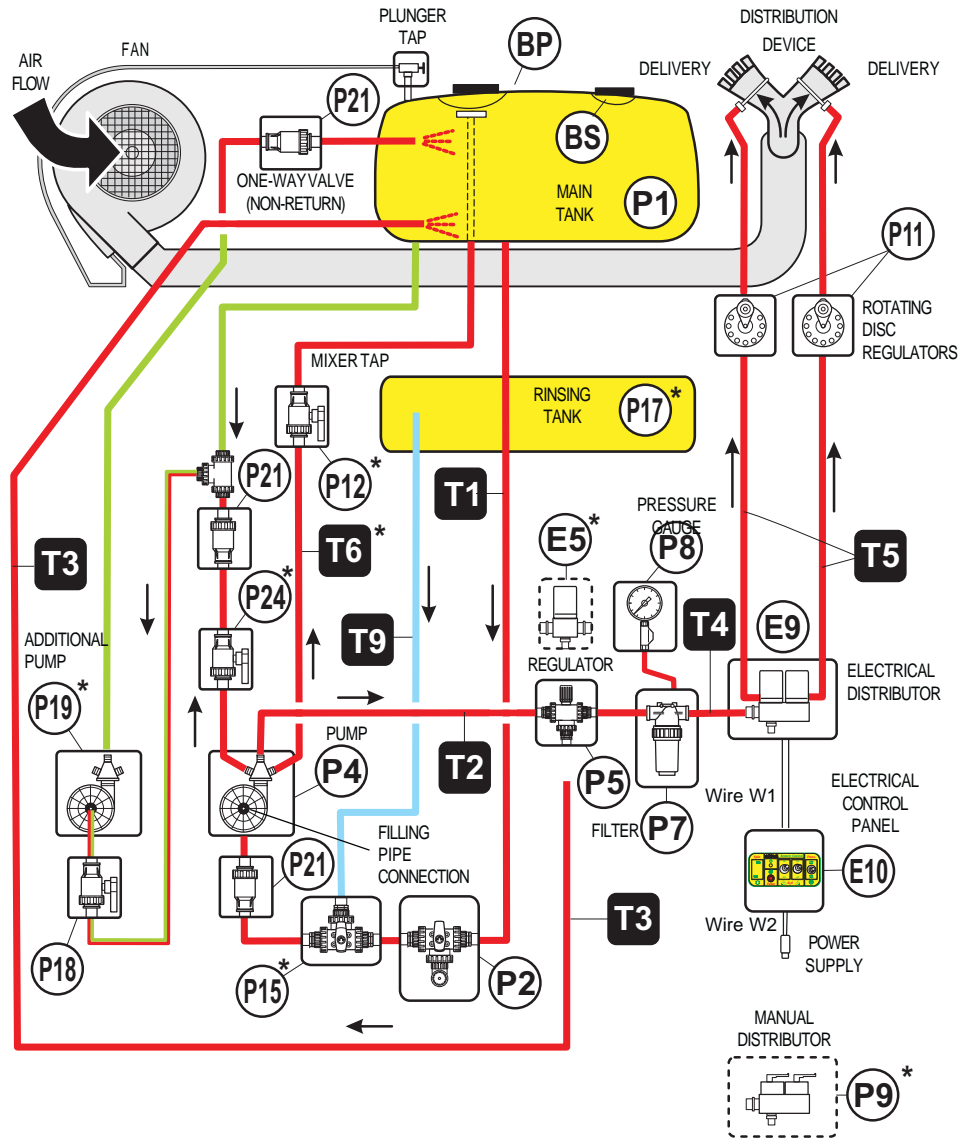 PLUNGER
TAP
DISTRIBUTION
DEVICE
FAN
AIR
FLOW
BP
DELIVERY
DELIVERY
P21
BS
ONE-WAY VALVE
(NON-RETURN)
MAIN
TANK
P1
P11
ROTATING
DISC
REGULATORS
MIXER TAP
RINSING
TANK
P17 *
P12 *
P21
T1
PRESSURE
GAUGE
T3
T6 *
E5 *
P8
T5
P24 *
T9
T4
E9
ADDITIONAL
PUMP
REGULATOR
ELECTRICAL
DISTRIBUTOR
P19 *
PUMP
P4
T2
P5
Wire W1
ELECTRICAL
CONTROL
PANEL
FILLING
PIPE
CONNECTION
FILTER
P7
P21
E10
T3
Wire W2
P18
P15 *
P2
POWER
SUPPLY
MANUAL
DISTRIBUTOR
P9 *